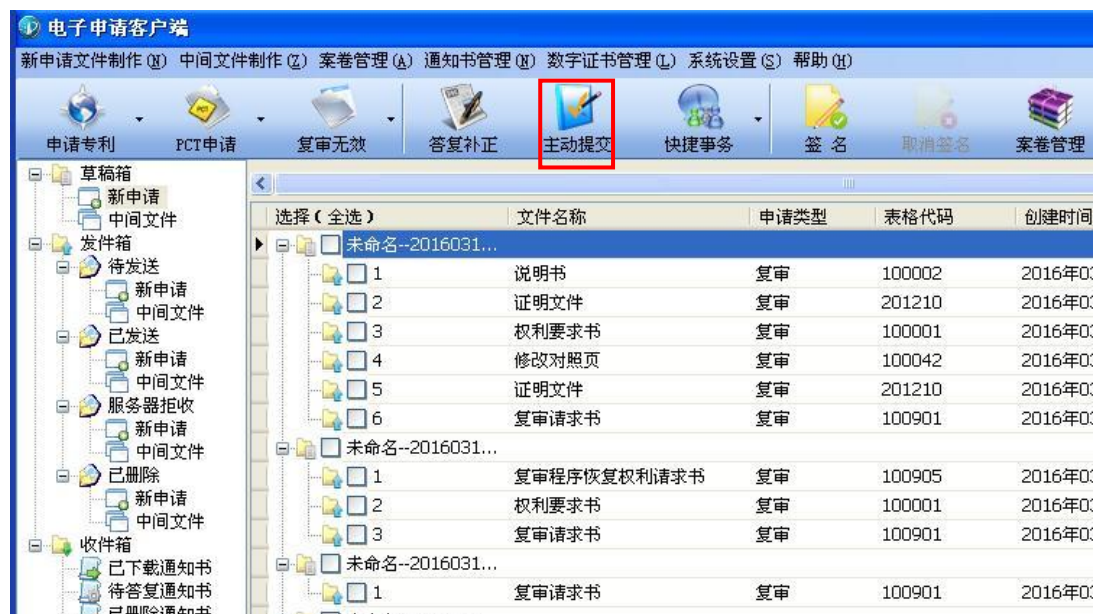 电子申请客户端
新申请文件制作(N) 中间文件制作(Z) 案卷管理(A) 通知书管理(N) 数字证书管理(L) 系统设置(S) 帮助(H)
申请专利 PCT申请 复审无效 答复补正 主动提交 快捷事务 签 名 取消签名 案卷管理
草稿箱
新申请
中间文件
发件箱
待发送
新申请
中间文件
已发送
新申请
中间文件
服务器拒收
新申请
中间文件
已删除
新申请
中间文件
收件箱
已下载通知书
待答复通知书
已删除通知书
选择(全选) 文件名称 申请类型 表格代码 创建时间
未命名--2016031...
1 说明书 复审 100002 2016年03
2 证明文件 复审 201210 2016年03
3 权利要求书 复审 100001 2016年03
4 修改对照页 复审 100042 2016年03
5 证明文件 复审 201210 2016年03
6 复审请求书 复审 100901 2016年03
未命名--2016031...
1 复审程序恢复权利请求书 复审 100905 2016年03
2 权利要求书 复审 100001 2016年03
3 复审请求书 复审 100901 2016年03
未命名--2016031...
1 复审请求书 复审 100901 2016年03